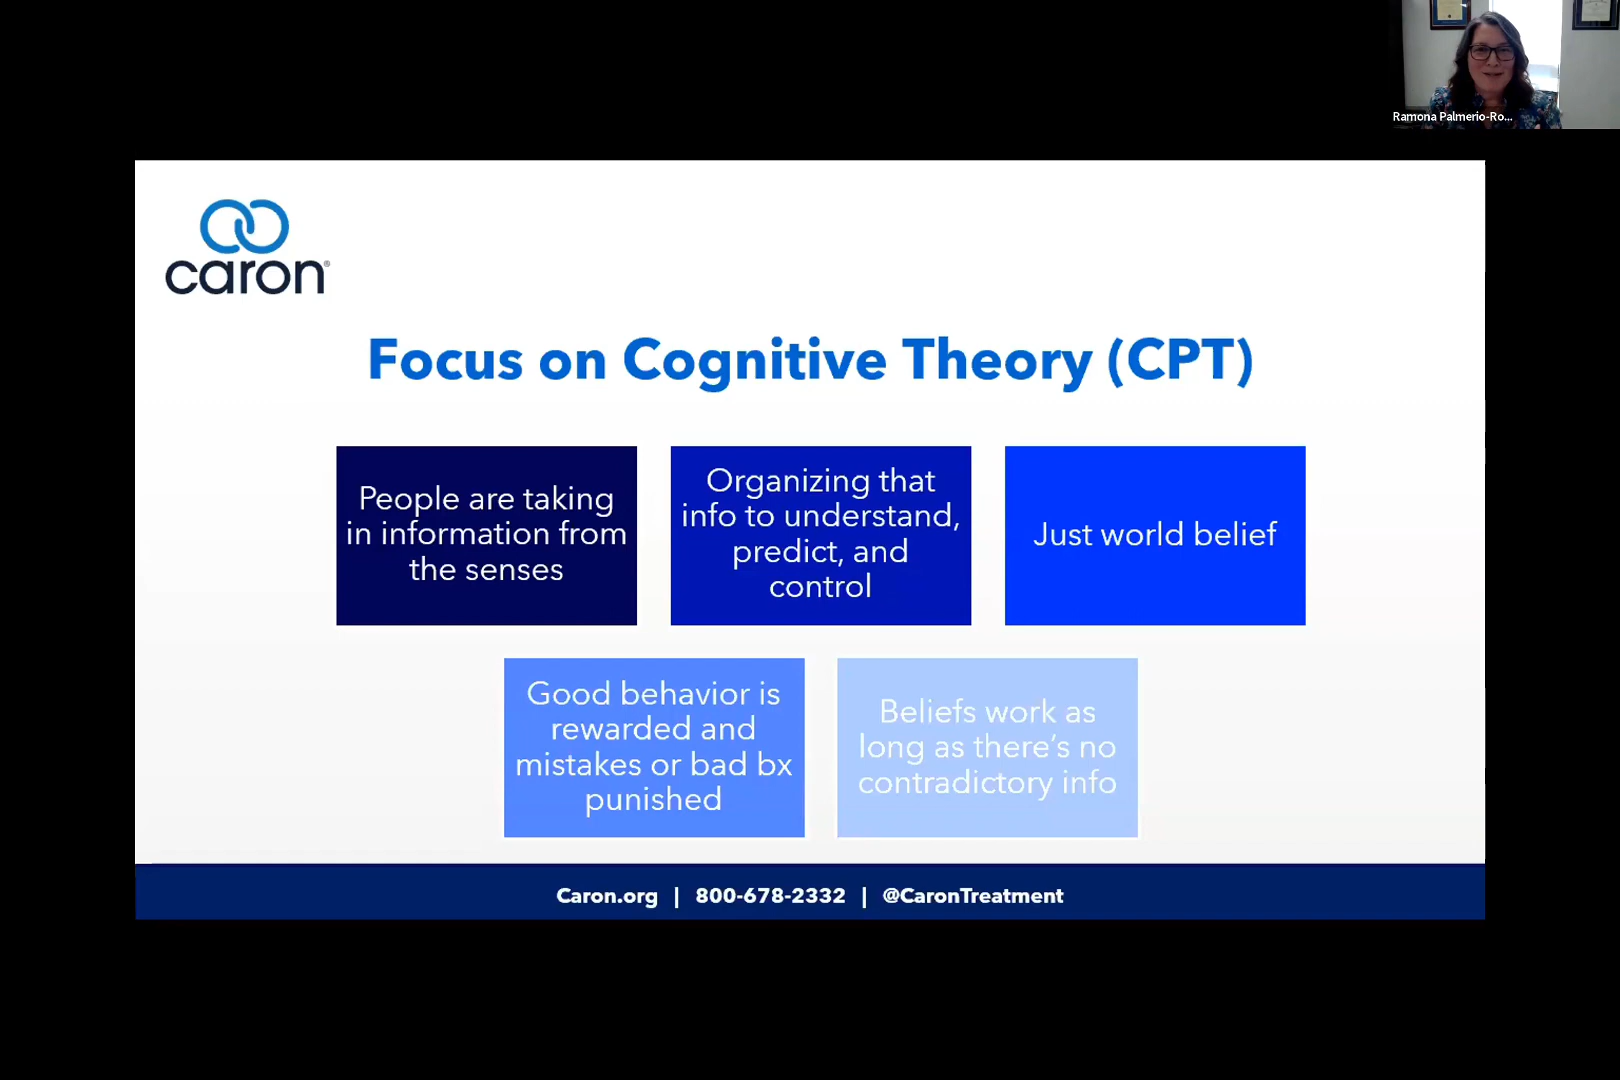 Ramona Palmerio-Ro...
caron®
Focus on Cognitive Theory (CPT)
People are taking
in information from
the senses
Organizing that
info to understand,
predict, and
control
Just world belief
Good behavior is
rewarded and
mistakes or bad bx
punished
Beliefs work as
long as there's no
contradictory info
Caron.org | 800-678-2332 | @CaronTreatment